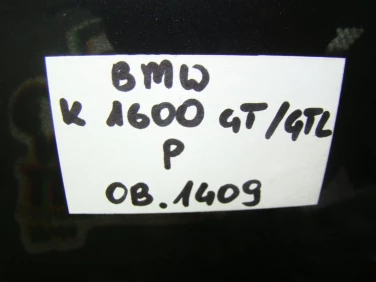 BMW
K 1600 GT/GTL
P
OB.1409